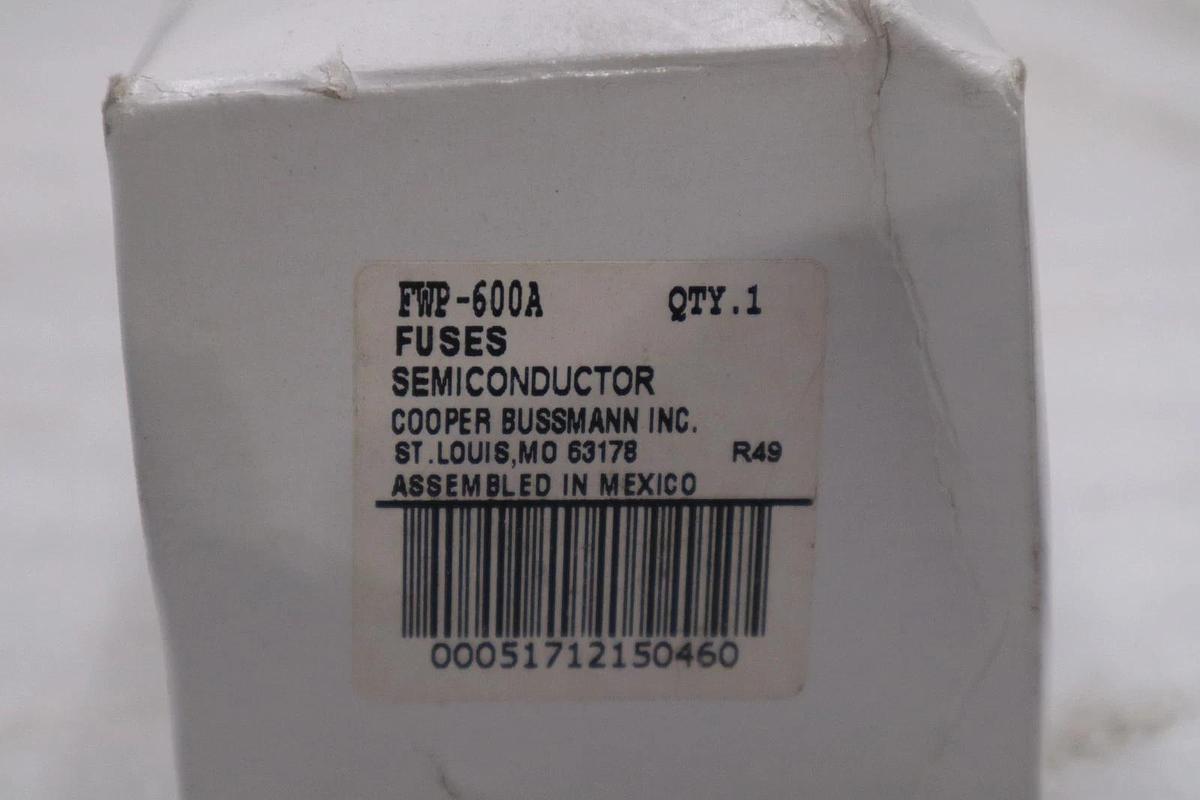 FWP-600A QTY.1
FUSES
SEMICONDUCTOR
COOPER BUSSMANN INC.
ST.LOUIS,MO 63178 R49
ASSEMBLED IN MEXICO
00051712150460